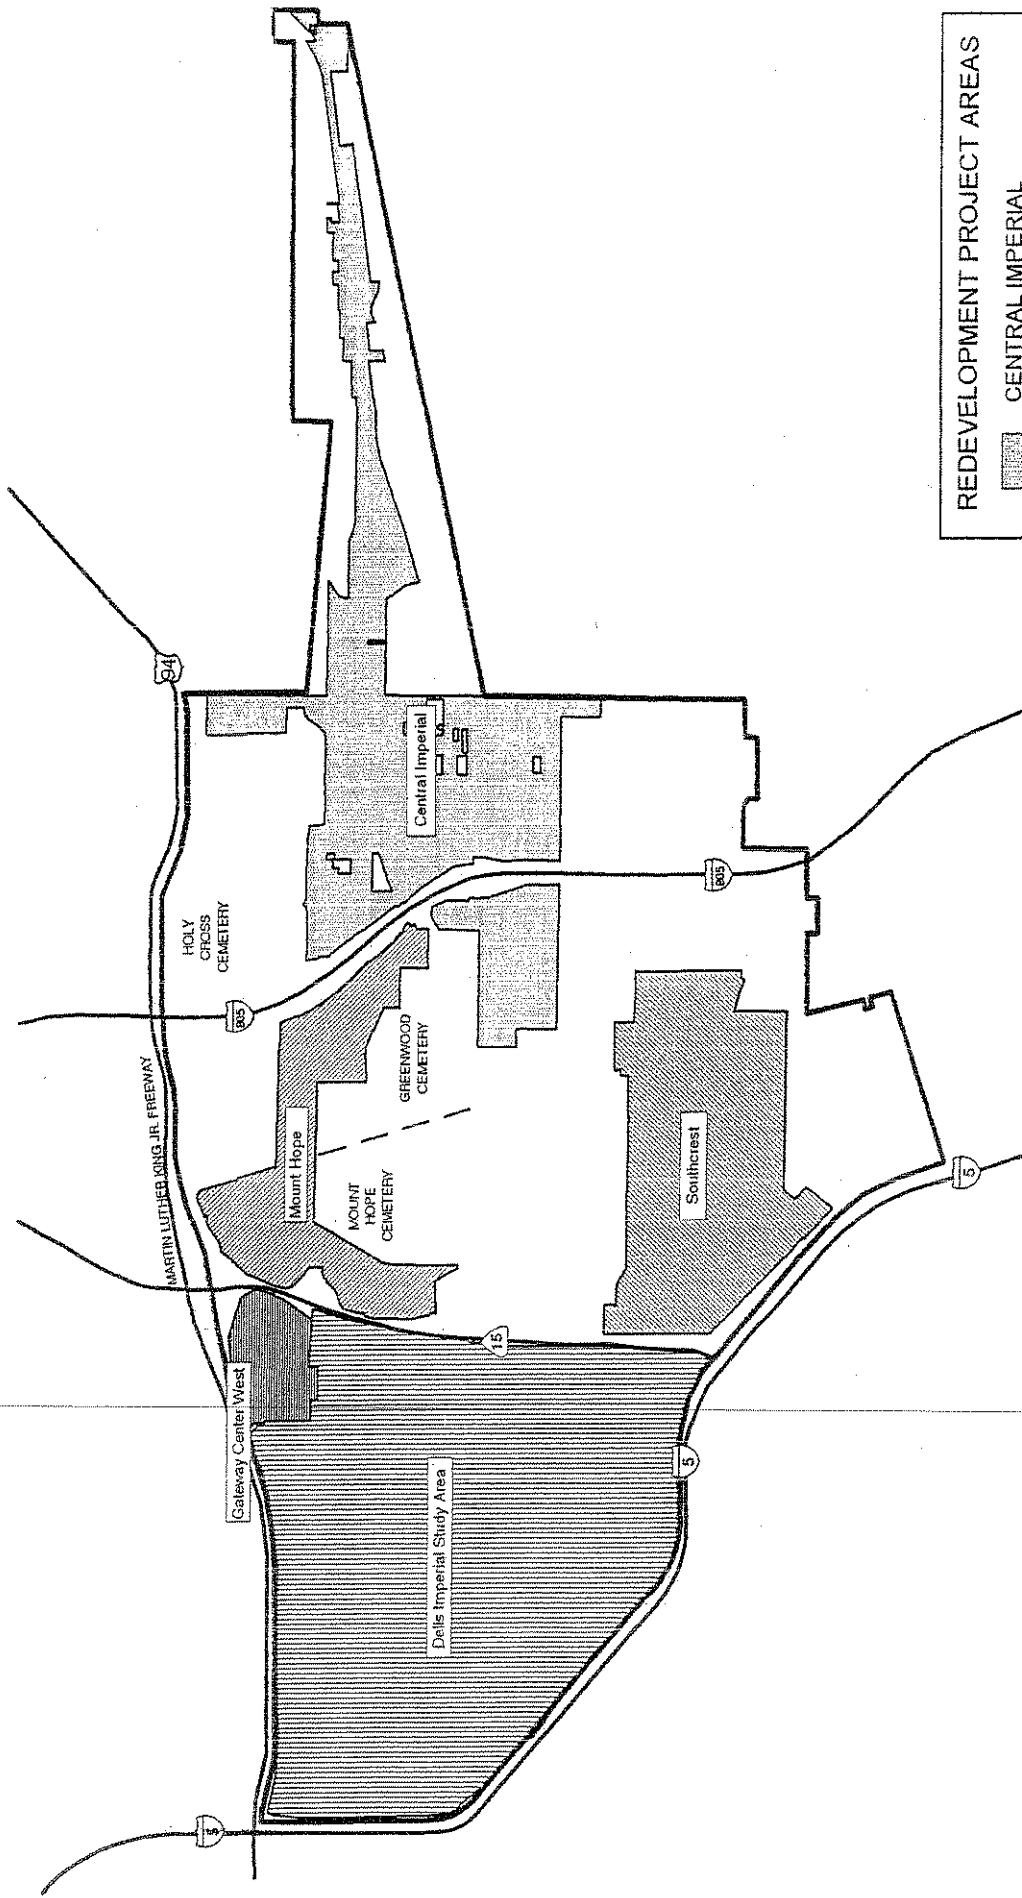 REDEVELOPMENT PROJECT AREAS
CENTRAL IMPERIAL
94
MARTIN LUTHER KING JR. FREEWAY
HOLY
CROSS
CEMETERY
805
Central Imperial
805
GREENWOOD
CEMETERY
Mount Hope
MOUNT
HOPE
CEMETERY
Southcrest
Gateway Center West
15
Dells Imperial Study Area
5
5
5